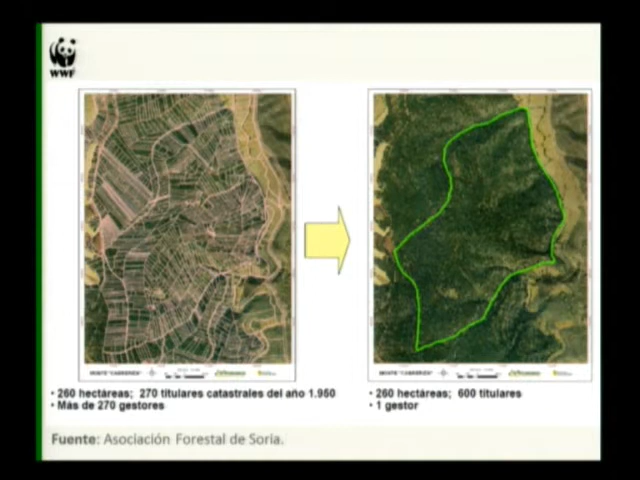 WWF
• 260 hectáreas; 270 titulares catastrales del año 1.950
• Más de 270 gestores
• 260 hectáreas; 600 titulares
• 1 gestor
Fuente: Asociación Forestal de Soria.